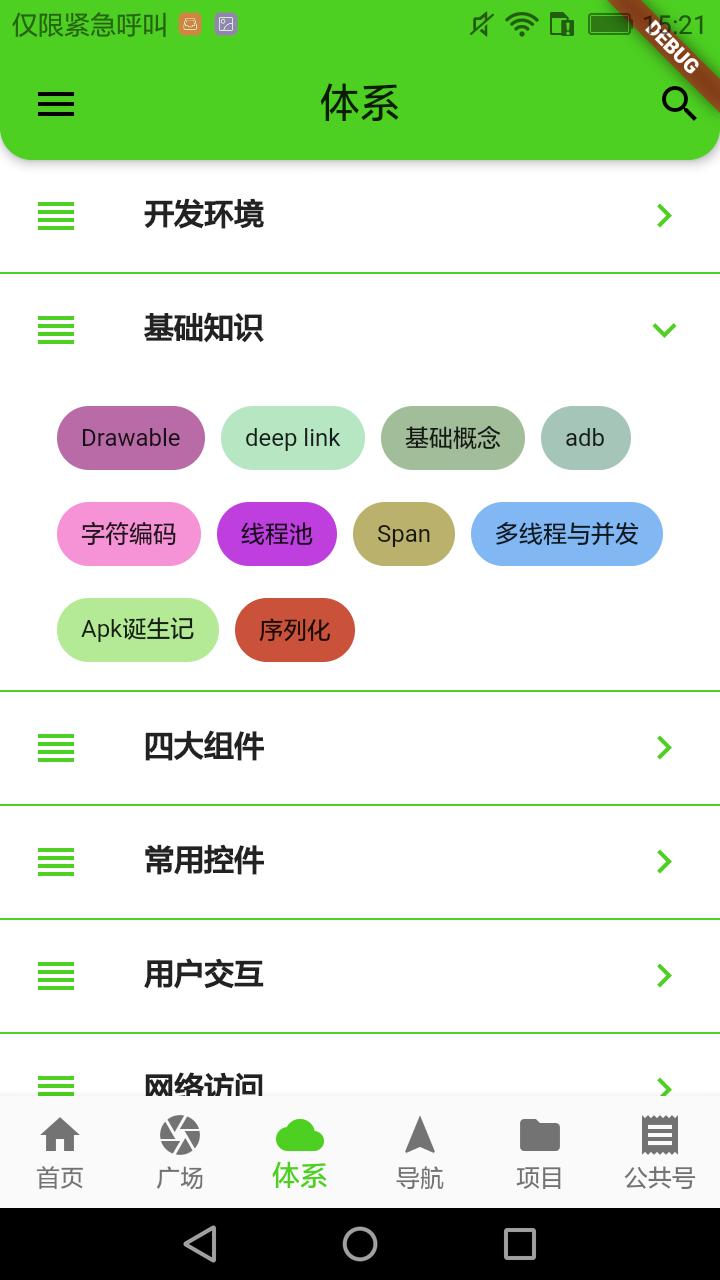 仅限紧急呼叫 15:21
DEBUG
体系
开发环境
基础知识
Drawable deep link 基础概念 adb
字符编码 线程池 Span 多线程与并发
Apk诞生记 序列化
四大组件
常用控件
用户交互
网络访问
首页 广场 体系 导航 项目 公共号